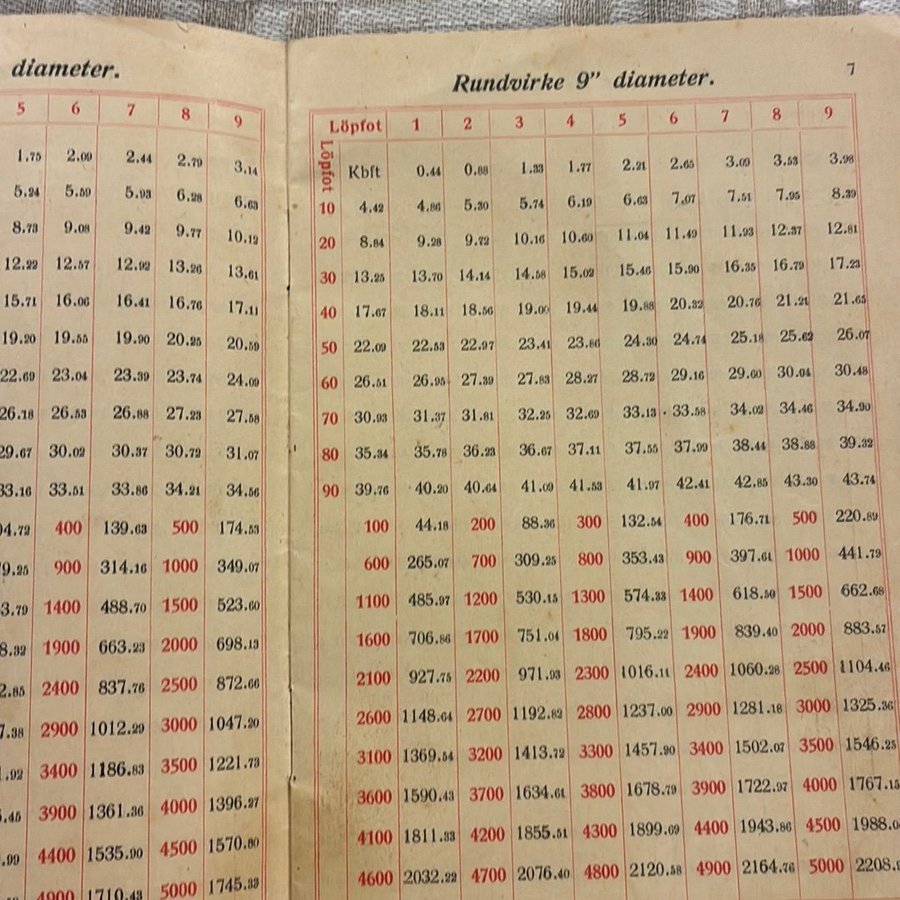 diameter.
5 6 7 8 9
1.75 2.09 2.44 2.79 3.14
5.24 5.59 5.93 6.28 6.63
8.73 9.08 9.42 9.77 10.12
12.22 12.57 12.92 13.26 13.61
15.71 16.06 16.41 16.76 17.11
19.20 19.55 19.90 20.25 20.59
22.69 23.04 23.39 23.74 24.09
26.18 26.53 26.88 27.23 27.58
29.67 30.02 30.37 30.72 31.07
33.16 33.51 33.86 34.21 34.56
04.72 400 139.63 500 174.53
9.25 900 314.16 1000 349.07
3.79 1400 488.70 1500 523.60
8.32 1900 663.23 2000 698.13
2.85 2400 837.76 2500 872.66
7.38 2900 1012.29 3000 1047.20
.92 3400 1186.83 3500 1221.73
.45 3900 1361.36 4000 1396.27
.99 4400 1535.90 4500 1570.80
4900 1710.43 5000 1745.33
Rundvirke 9" diameter. 7
Löpfot 1 2 3 4 5 6 7 8 9
Löpfot
Kbft 0.44 0.88 1.33 1.77 2.21 2.65 3.09 3.53 3.98
10 4.42 4.86 5.30 5.74 6.19 6.63 7.07 7.51 7.95 8.39
20 8.84 9.28 9.72 10.16 10.60 11.04 11.49 11.93 12.37 12.81
30 13.25 13.70 14.14 14.58 15.02 15.46 15.90 16.35 16.79 17.23
40 17.67 18.11 18.56 19.00 19.44 19.88 20.32 20.76 21.21 21.65
50 22.09 22.53 22.97 23.41 23.86 24.30 24.74 25.18 25.62 26.07
60 26.51 26.95 27.39 27.83 28.27 28.72 29.16 29.60 30.04 30.48
70 30.93 31.37 31.81 32.25 32.69 33.13 33.58 34.02 34.46 34.90
80 35.34 35.78 36.23 36.67 37.11 37.55 37.99 38.44 38.88 39.32
90 39.76 40.20 40.64 41.09 41.53 41.97 42.41 42.85 43.30 43.74
100 44.18 200 88.36 300 132.54 400 176.71 500 220.89
600 265.07 700 309.25 800 353.43 900 397.61 1000 441.79
1100 485.97 1200 530.15 1300 574.33 1400 618.50 1500 662.68
1600 706.86 1700 751.04 1800 795.22 1900 839.40 2000 883.57
2100 927.75 2200 971.93 2300 1016.11 2400 1060.28 2500 1104.46
2600 1148.64 2700 1192.82 2800 1237.00 2900 1281.18 3000 1325.36
3100 1369.54 3200 1413.72 3300 1457.90 3400 1502.07 3500 1546.25
3600 1590.43 3700 1634.61 3800 1678.79 3900 1722.97 4000 1767.15
4100 1811.33 4200 1855.51 4300 1899.69 4400 1943.86 4500 1988.0
4600 2032.22 4700 2076.40 4800 2120.58 4900 2164.76 5000 2208.9